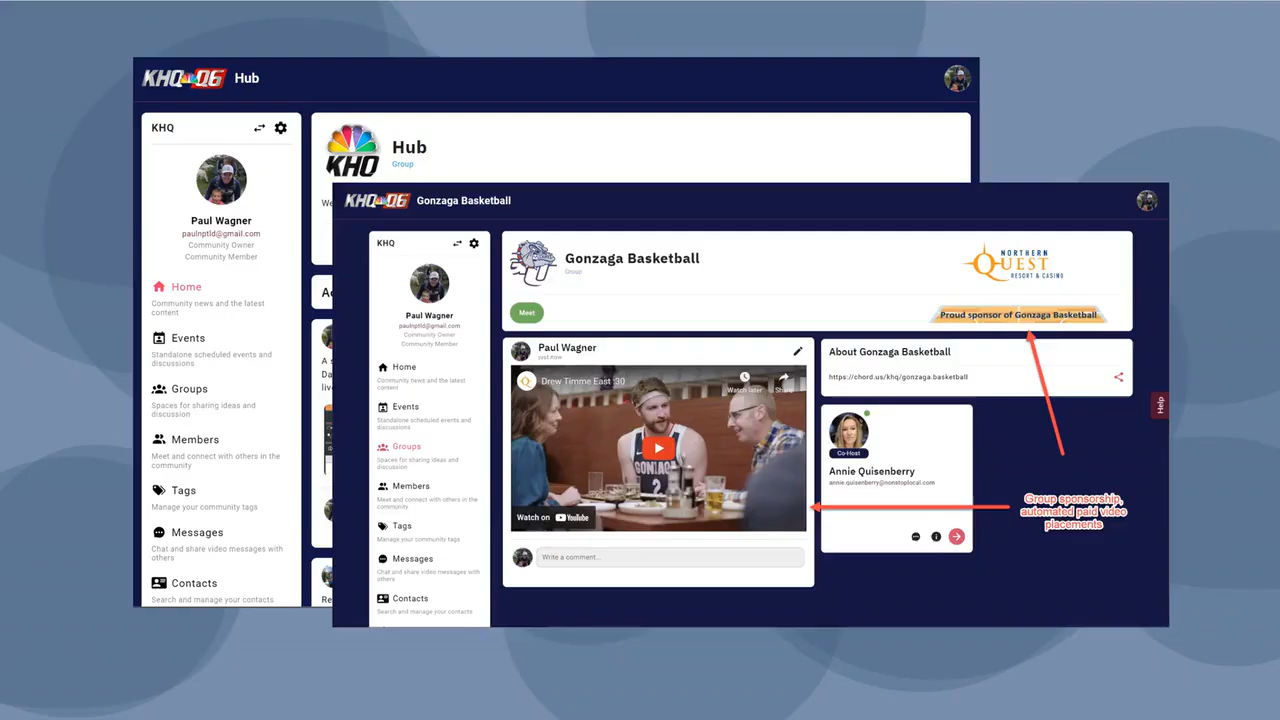 KHQ Q6 Hub
KHQ
Paul Wagner
paulnptld@gmail.com
Community Owner
Community Member
Home
Community news and the latest
content
Events
Standalone scheduled events and
discussions
Groups
Spaces for sharing ideas and
discussion
Members
Meet and connect with others in the
community
Tags
Manage your community tags
Messages
Chat and share video messages with
others
Contacts
Search and manage your contacts
KHQ
Hub
Group
We
A s
Da
live
Re
KHQ Q6 Gonzaga Basketball
KHQ
Paul Wagner
paulnptld@gmail.com
Community Owner
Community Member
Home
Community news and the latest
content
Events
Standalone scheduled events and
discussions
Groups
Spaces for sharing ideas and
discussion
Members
Meet and connect with others in the
community
Tags
Manage your community tags
Messages
Chat and share video messages with
others
Contacts
Search and manage your contacts
Gonzaga Basketball
Group
Meet
NORTHERN
QUEST
RESORT & CASINO
Proud sponsor of Gonzaga Basketball
Paul Wagner
just now
Q Drew Timme East :30
Watch later
Share
GONZAGA
2
Watch on YouTube
Write a comment...
About Gonzaga Basketball
https://chord.us/khq/gonzaga basketball
Co-Host
Annie Quisenberry
annie.quisenberry@nonstoplocal.com
Help
Group sponsorship,
automated paid video
placements